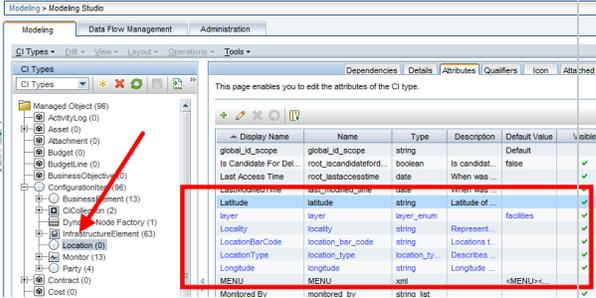 Modeling > Modeling Studio
Modeling
Data Flow Management
Administration
CI Types
Edit
View
Layout
Operations
Tools
CI Types
CI Types
Managed Object (96)
ActivityLog (0)
Asset (0)
Attachment (0)
Budget (0)
BudgetLine (0)
BusinessObjective (0)
ConfigurationItem (96)
BusinessElement (13)
CiCollection (2)
Node Factory (1)
InfrastructureElement (63)
Location (0)
Monitor (13)
Party (4)
Contract (0)
Cost (0)
Dependencies
Details
Attributes
Qualifiers
Icon
Attached
This page enables you to edit the attributes of the CI type.
Display Name Name Type Description Default Value Visible
global_id_scope global_id_scope string Default
Is Candidate For Del... root_iscandidateford... boolean Is candidat... false
Last Access Time root_lastaccesstime date When was ...
LastModifiedTime last_modified_time date When was ...
Latitude latitude string Latitude of ...
layer layer layer_enum facilities
Locality locality string Represent...
LocationBarCode location_bar_code string Locations t...
LocationType location_type location_ty... Describes ...
Longitude longitude string Longitude ...
MENU MENU xml <MENU><...
Monitored By monitored_by string_list